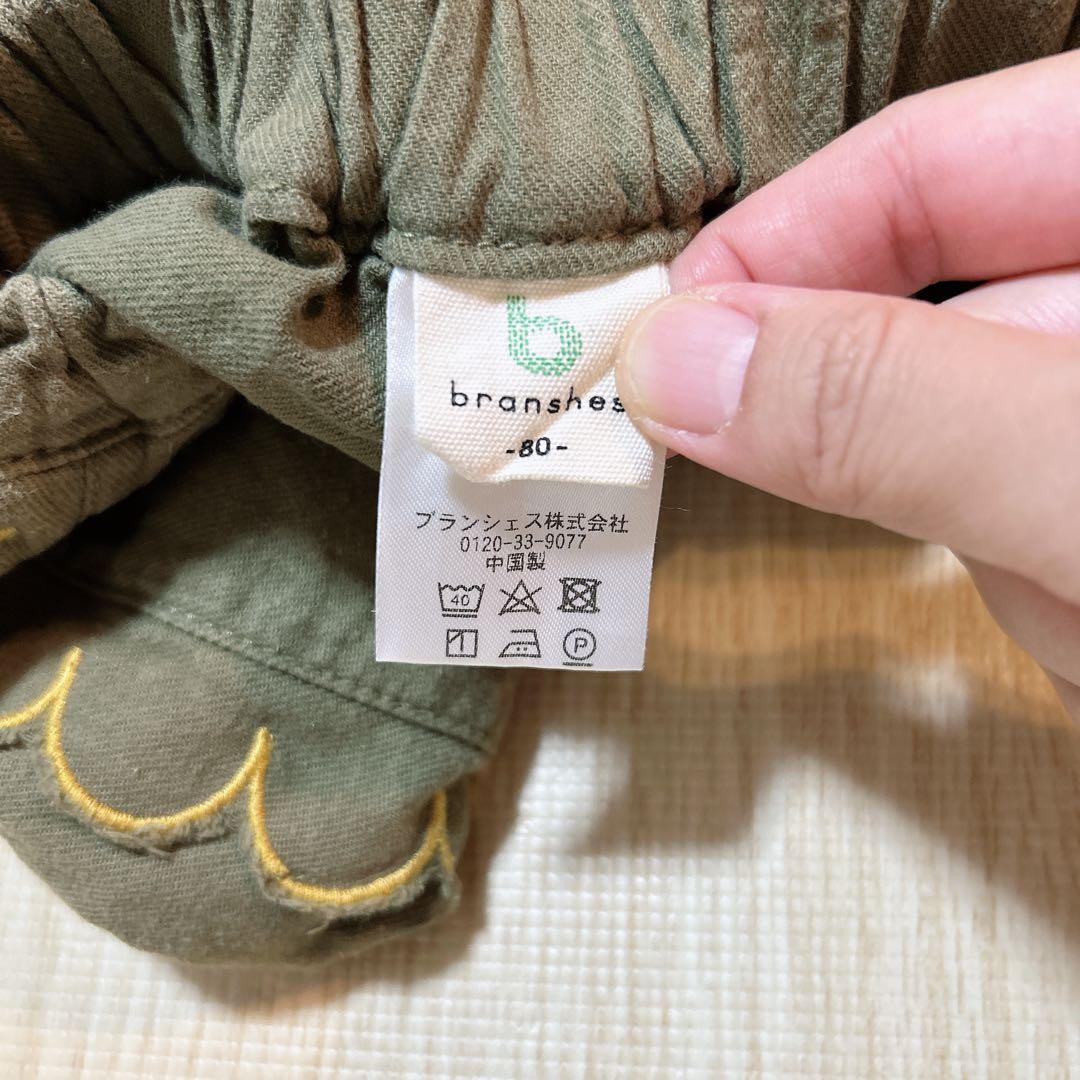 b
branshes
-80-
ブランシェス株式会社
0120-33-9077
中国製
40
P